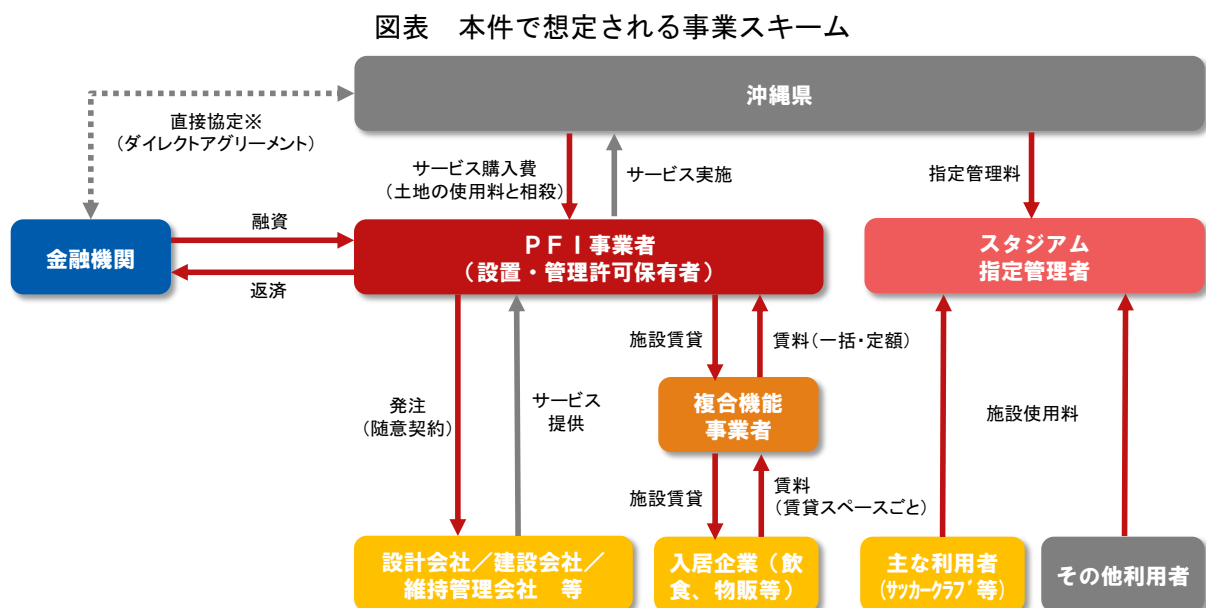 図表　本件で想定される事業スキーム
沖縄県
直接協定※
（ダイレクトアグリーメント）
サービス購入費
（土地の使用料と相殺）
サービス実施
指定管理料
金融機関
融資
返済
ＰＦＩ事業者
（設置・管理許可保有者）
スタジアム
指定管理者
施設賃貸
賃料（一括・定額）
発注
（随意契約）
サービス
提供
複合機能
事業者
施設使用料
施設賃貸
賃料
（賃貸スペースごと）
設計会社／建設会社／
維持管理会社　等
入居企業（飲
食、物販等）
主な利用者
（ｻｯｶｰｸﾗﾌﾞ等）
その他利用者